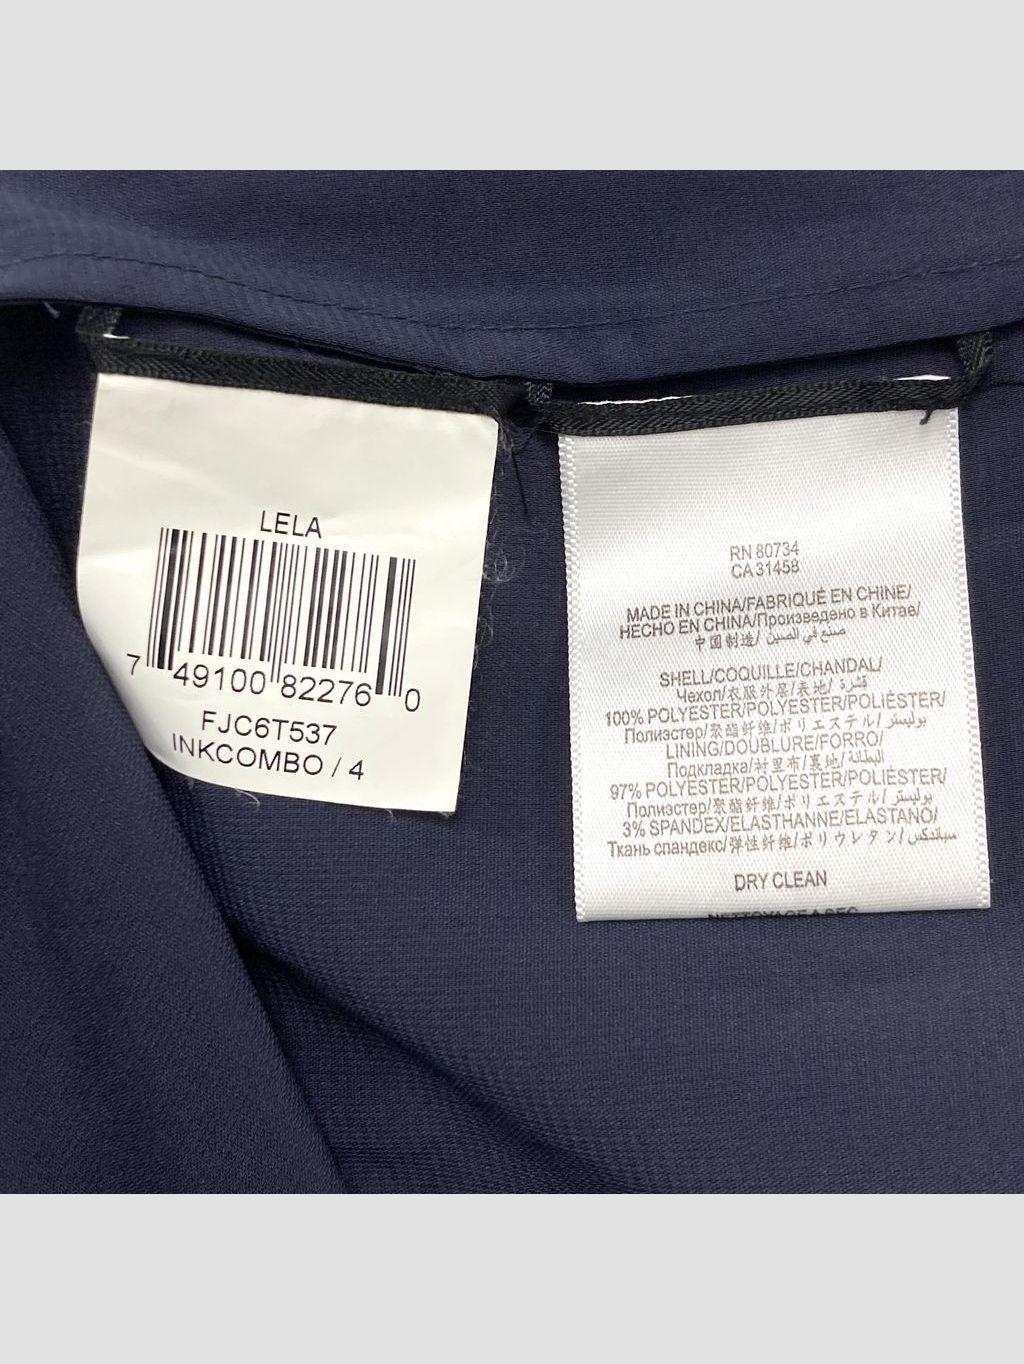 LELA
7 49100 82276 0
FJC6T537
INKCOMBO / 4
RN 80734
CA 31458
MADE IN CHINA/FABRIQUÉ EN CHINE/
HECHO EN CHINA/Произведено в Китае/
中国制造/ صنع في الصين
SHELL/COQUILLE/CHANDAL/
Чехол/衣服外层/表地/ قشرة
100% POLYESTER/POLYESTER/POLIÉSTER/
Полиэстер/聚酯纤维/ポリエステル/ بوليستر
LINING/DOUBLURE/FORRO/
Подкладка/衬里布/裏地/ البطانة
97% POLYESTER/POLYESTER/POLIÉSTER/
Полиэстер/聚酯纤维/ポリエステル/ بوليستر
3% SPANDEX/ELASTHANNE/ELASTANO/
Ткань спандекс/弹性纤维/ポリウレタン/ سباندكس
DRY CLEAN
NETTOYAGE A SEC